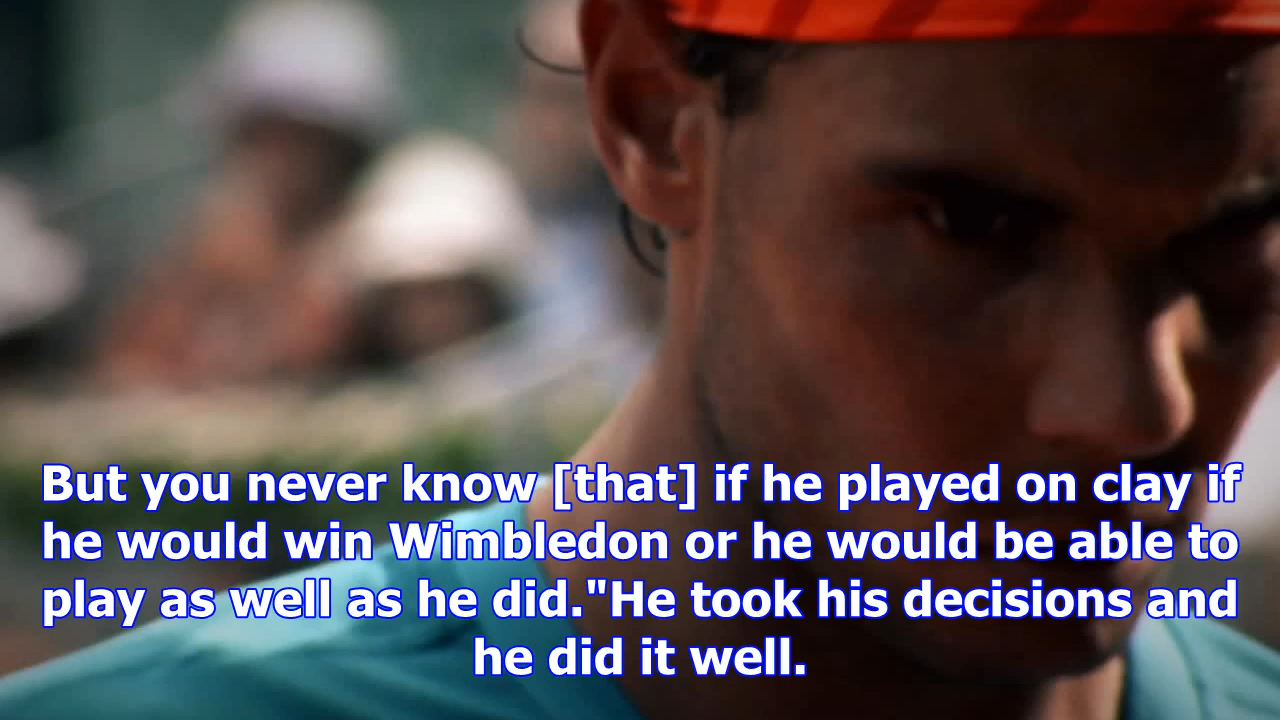 But you never know [that] if he played on clay if
he would win Wimbledon or he would be able to
play as well as he did."He took his decisions and
he did it well.